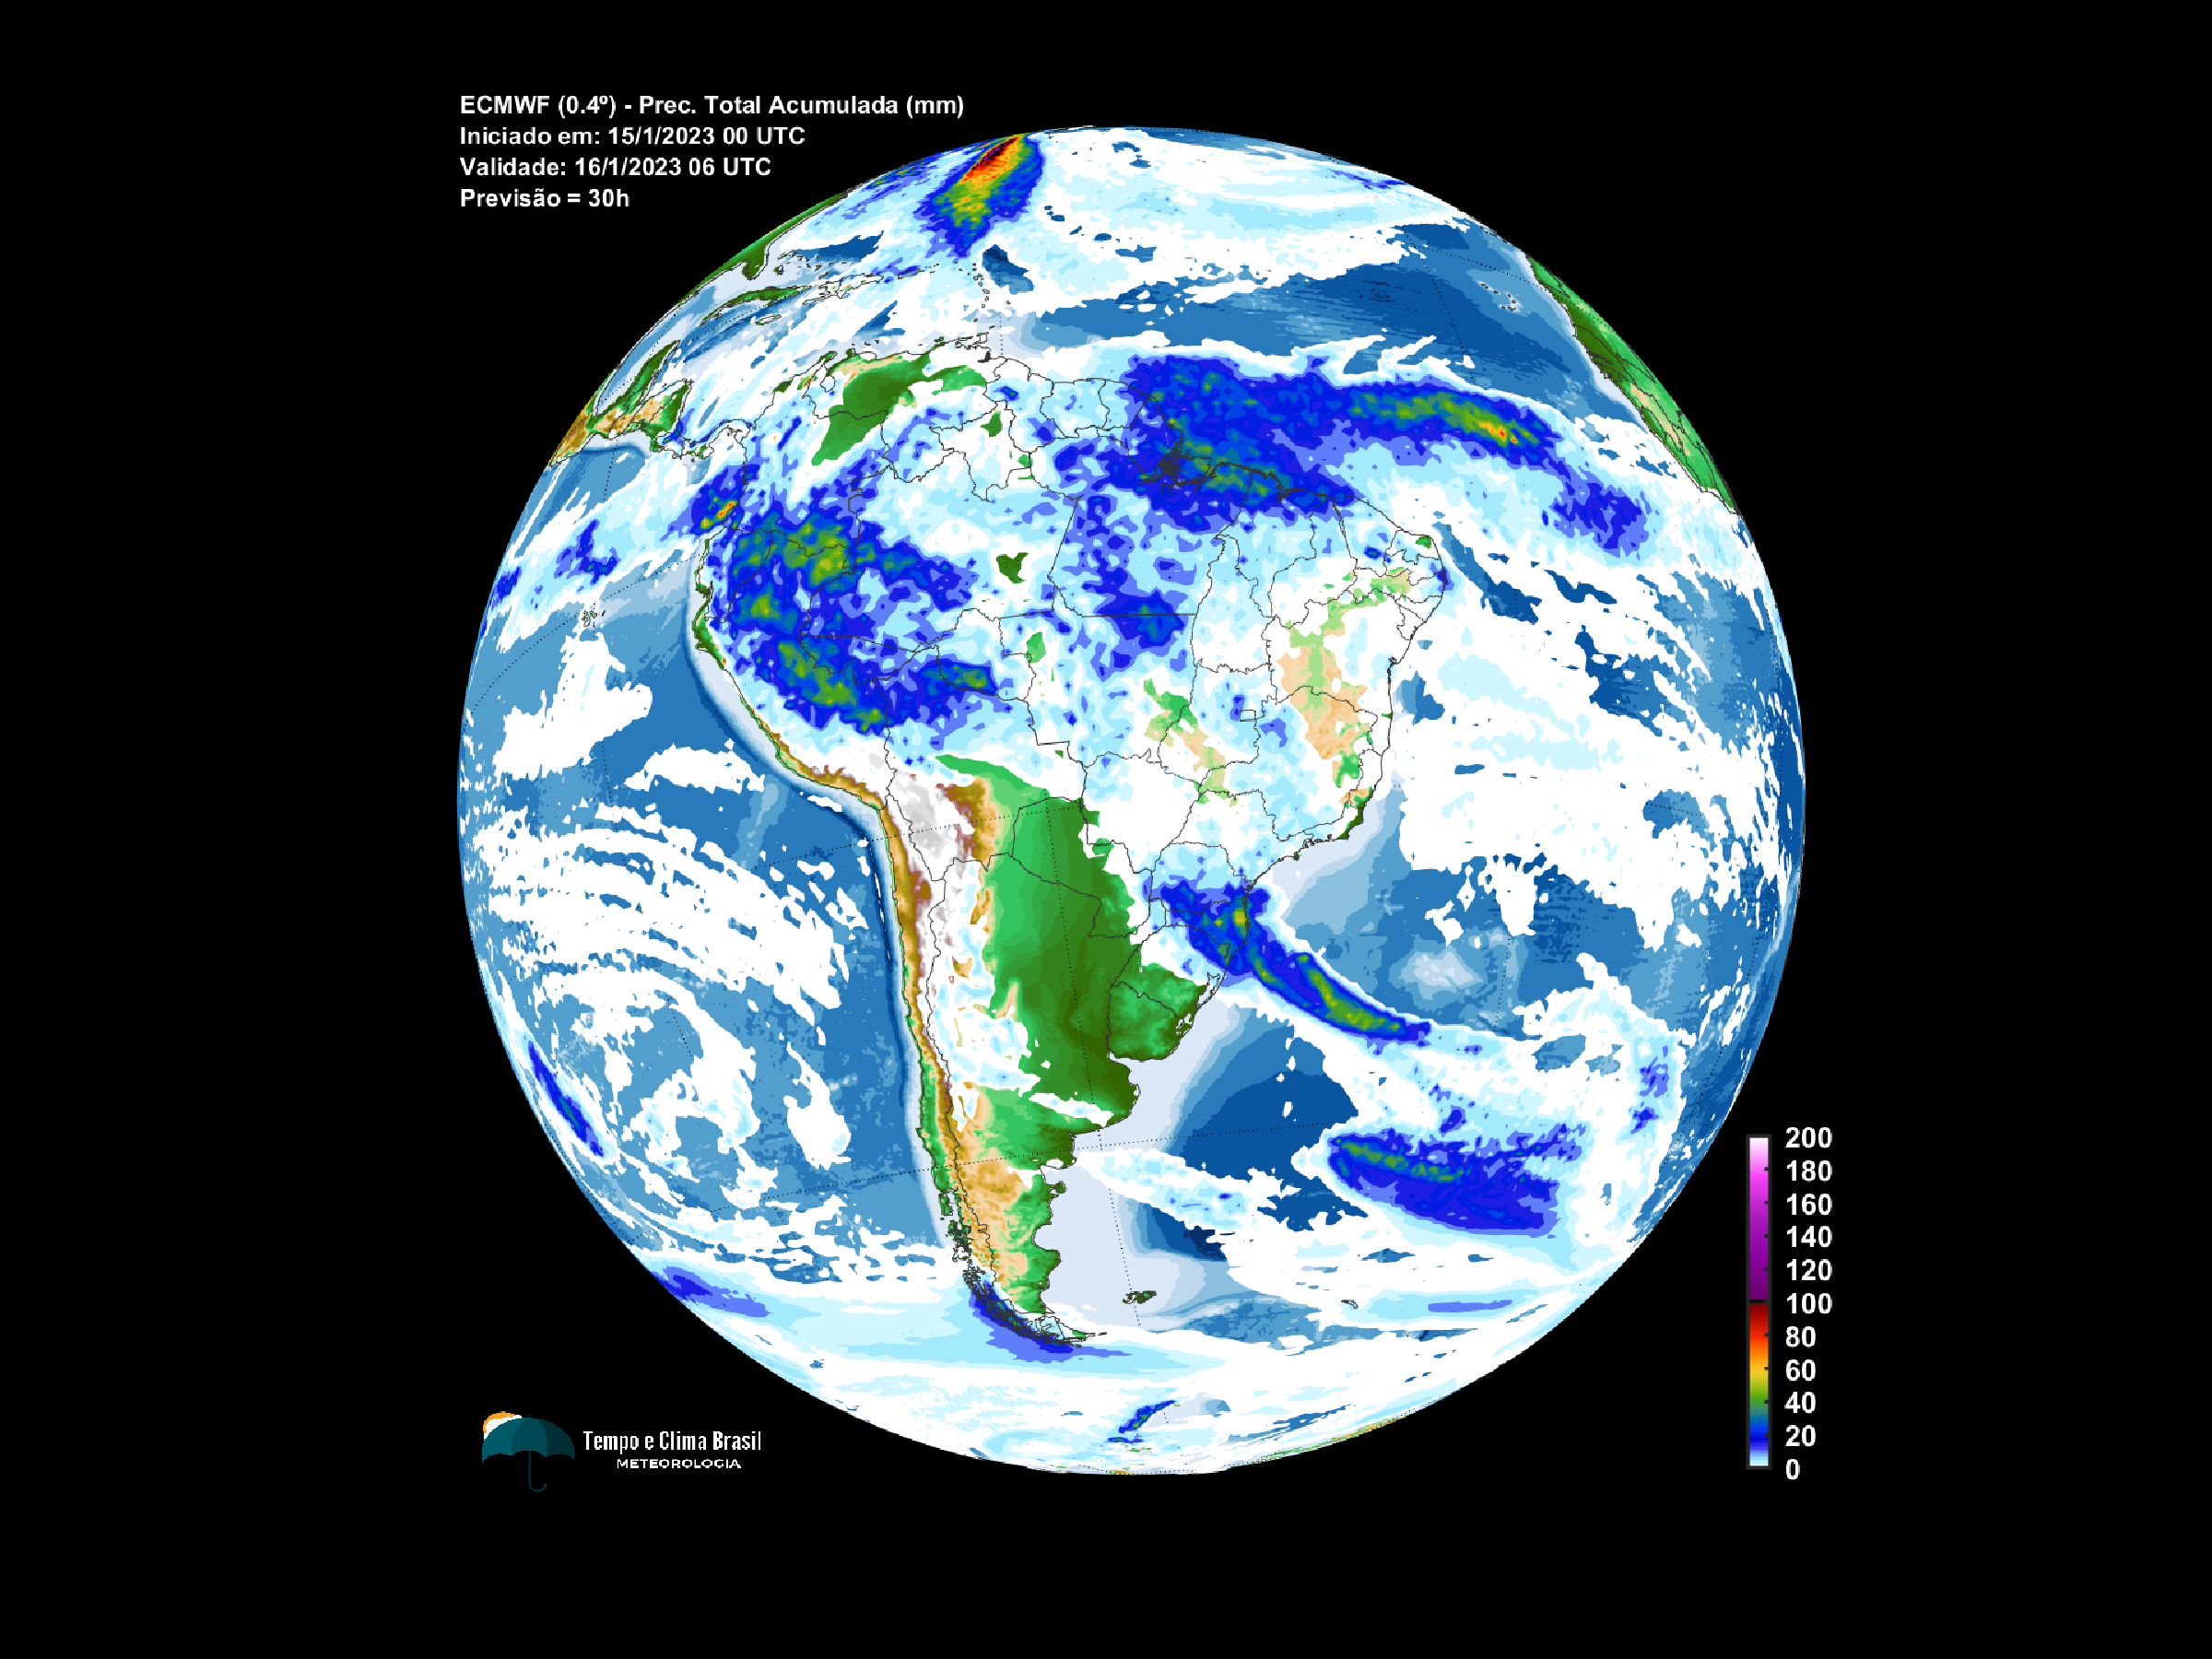 ECMWF (0.4º) - Prec. Total Acumulada (mm)
Iniciado em: 15/1/2023 00 UTC
Validade: 16/1/2023 06 UTC
Previsão = 30h
200
180
160
140
120
100
80
60
40
20
0
Tempo e Clima Brasil
METEOROLOGIA